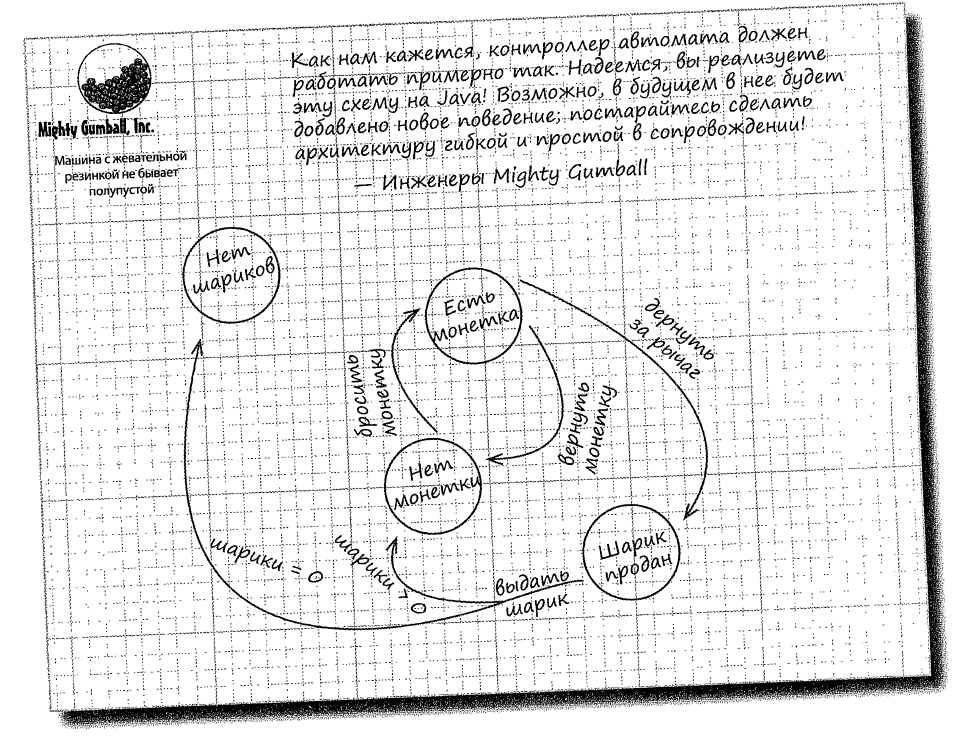 Как нам кажется, контроллер автомата должен
работать примерно так. Надеемся, вы реализуете
эту схему на Java! Возможно, в будущем в нее будет
добавлено новое поведение; постарайтесь сделать
архитектуру гибкой и простой в сопровождении!
— Инженеры Mighty Gumball
Mighty Gumball, Inc.
Машина с жевательной
резинкой не бывает
полупустой
Нет
шариков
Есть
монетка
дернуть
за рычаг
бросить
монетку
вернуть
монетку
Нет
монетки
Шарик
продан
шарики = 0
шарики ≠ 0
выдать
шарик